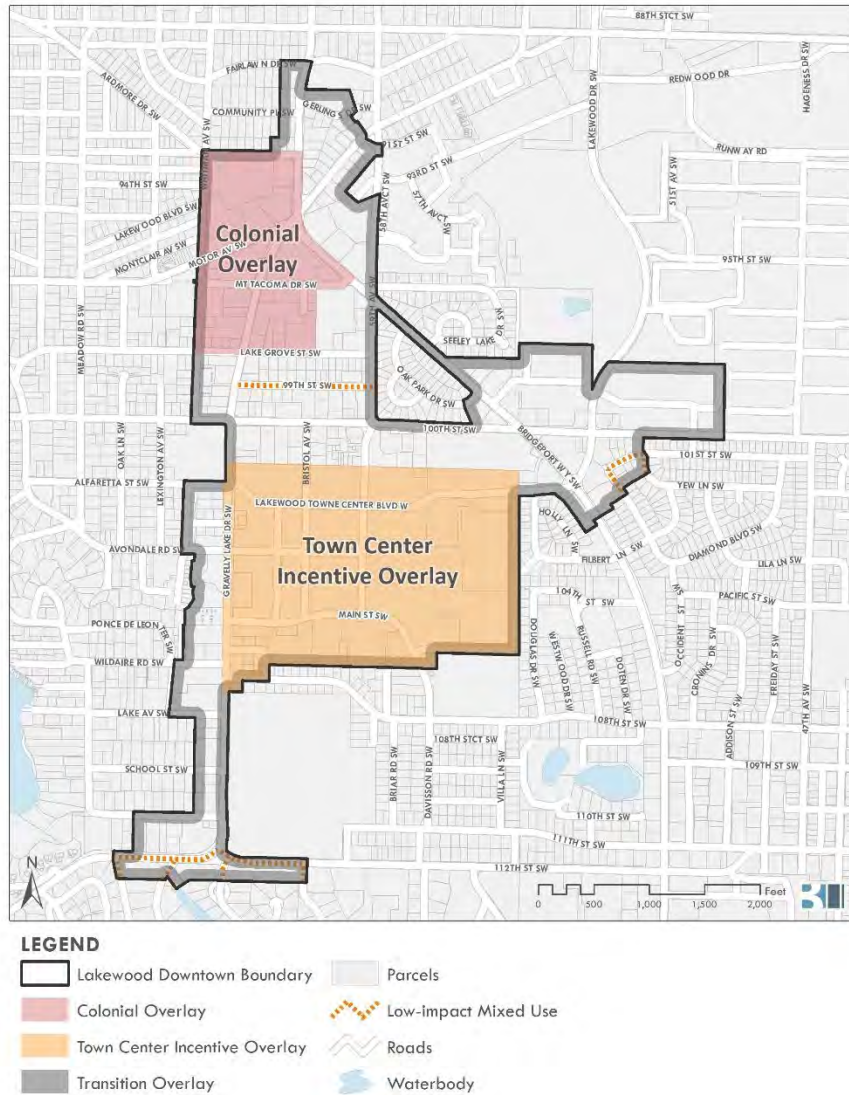 88TH STCT SW
FAIRLAWN DR SW
ARDMORE DR SW
REDWOOD DR
HAGENESS DR SW
LAKEWOOD DR SW
COMMUNITY PL SW
91ST ST SW
RUNWAY RD
93RD ST SW
94TH ST SW
57TH AVCT SW
58TH AVCT SW
51ST AV SW
LAKEWOOD BLVD SW
Colonial
Overlay
MOTOR AV SW
MONTCLAIR AV SW
95TH ST SW
MT TACOMA DR SW
59TH AV SW
MEADOW RD SW
SEELEY LAKE DR SW
LAKE GROVE ST SW
OAK PARK DR SW
99TH ST SW
100TH ST SW
BRIDGEPORT WY SW
OAK LN SW
LEXINGTON AV SW
BRISTOL AV SW
101ST ST SW
ALFARETTA ST SW
YEW LN SW
LAKEWOOD TOWNE CENTER BLVD W
HOLLY LN SW
DIAMOND BLVD SW
AVONDALE RD SW
GRAVELLY LAKE DR SW
Town Center
Incentive Overlay
FILBERT LN SW
LILA LN SW
104TH ST SW
PACIFIC ST SW
PONCE DE LEON TER SW
MAIN ST SW
DOUGLAS DR SW
WESTWOOD DR SW
RUSSELL RD SW
DOTEN DR SW
OCCIDENT ST SW
CRONINS DR SW
FREIDAY ST SW
WILDAIRE RD SW
LAKE AV SW
108TH ST SW
ADDISON ST SW
47TH AV SW
108TH STCT SW
BRIAR RD SW
DAVISSON RD SW
VILLA LN SW
SCHOOL ST SW
109TH ST SW
110TH ST SW
111TH ST SW
112TH ST SW
N
Feet
0 500 1,000 1,500 2,000
LEGEND
Lakewood Downtown Boundary
Parcels
Colonial Overlay
Low-impact Mixed Use
Town Center Incentive Overlay
Roads
Transition Overlay
Waterbody